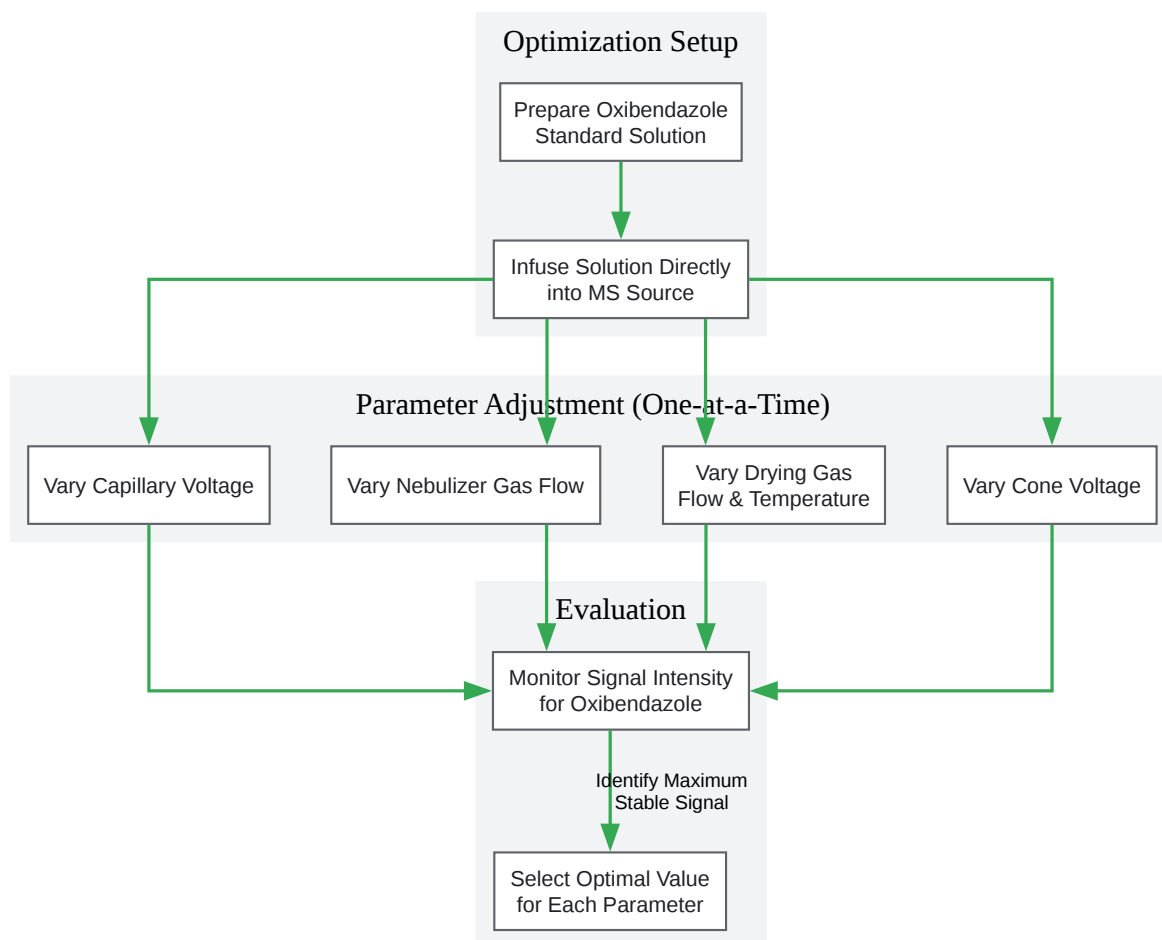 Optimization Setup
Prepare Oxibendazole
Standard Solution
Infuse Solution Directly
into MS Source
Parameter Adjustment (One-at-a-Time)
Vary Capillary Voltage
Vary Nebulizer Gas Flow
Vary Drying Gas
Flow & Temperature
Vary Cone Voltage
Evaluation
Monitor Signal Intensity
for Oxibendazole
Identify Maximum
Stable Signal
Select Optimal Value
for Each Parameter